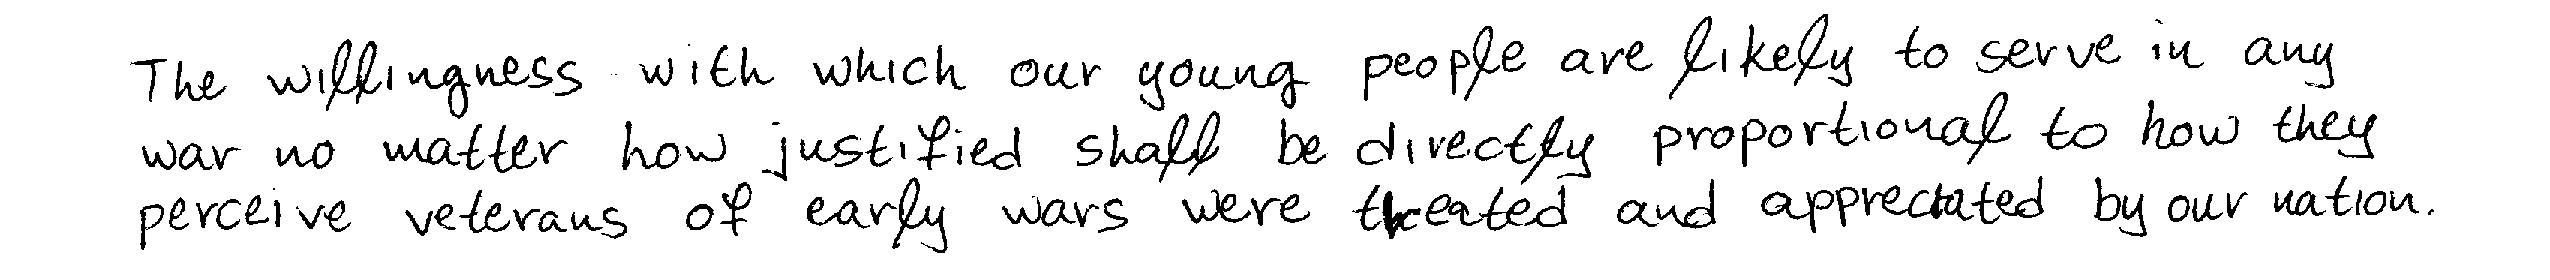 The willingness with which our young people are likely to serve in any
war no matter how justified shall be directly proportional to how they
perceive veterans of early wars were treated and appreciated by our nation.